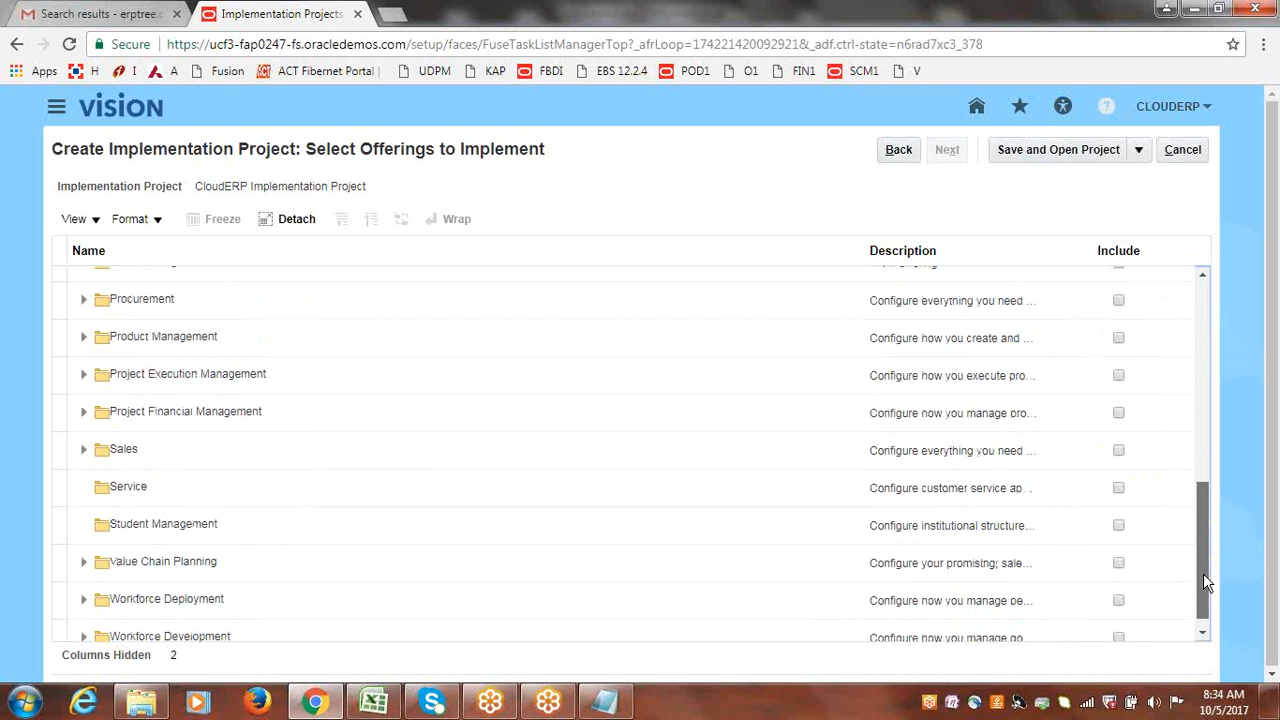 Search results - erptree.c
Implementation Projects
Secure
https://ucf3-fap0247-fs.oracledemos.com/setup/faces/FuseTaskListManagerTop?_afrLoop=1742214200929218&_adf.ctrl-state=n6rad7xc3_378
Apps H I A Fusion ACT Fibernet Portal UDPM KAP FBDI EBS 12.2.4 POD1 O1 FIN1 SCM1 V
VISION
CLOUDERP
Create Implementation Project: Select Offerings to Implement
Back Next Save and Open Project Cancel
Implementation Project CloudERP Implementation Project
View Format Freeze Detach Wrap
Name Description Include
Procurement Configure everything you need ...
Product Management Configure how you create and ...
Project Execution Management Configure how you execute pro...
Project Financial Management Configure how you manage pro...
Sales Configure everything you need ...
Service Configure customer service ap...
Student Management Configure institutional structure...
Value Chain Planning Configure your promising; sale...
Workforce Deployment Configure how you manage pe...
Workforce Development Configure how you manage go
Columns Hidden 2
8:34 AM
10/5/2017